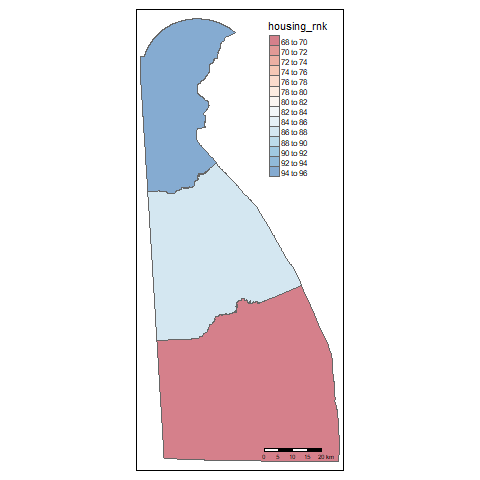 housing_rnk
68 to 70
70 to 72
72 to 74
74 to 76
76 to 78
78 to 80
80 to 82
82 to 84
84 to 86
86 to 88
88 to 90
90 to 92
92 to 94
94 to 96
0 5 10 15 20 km